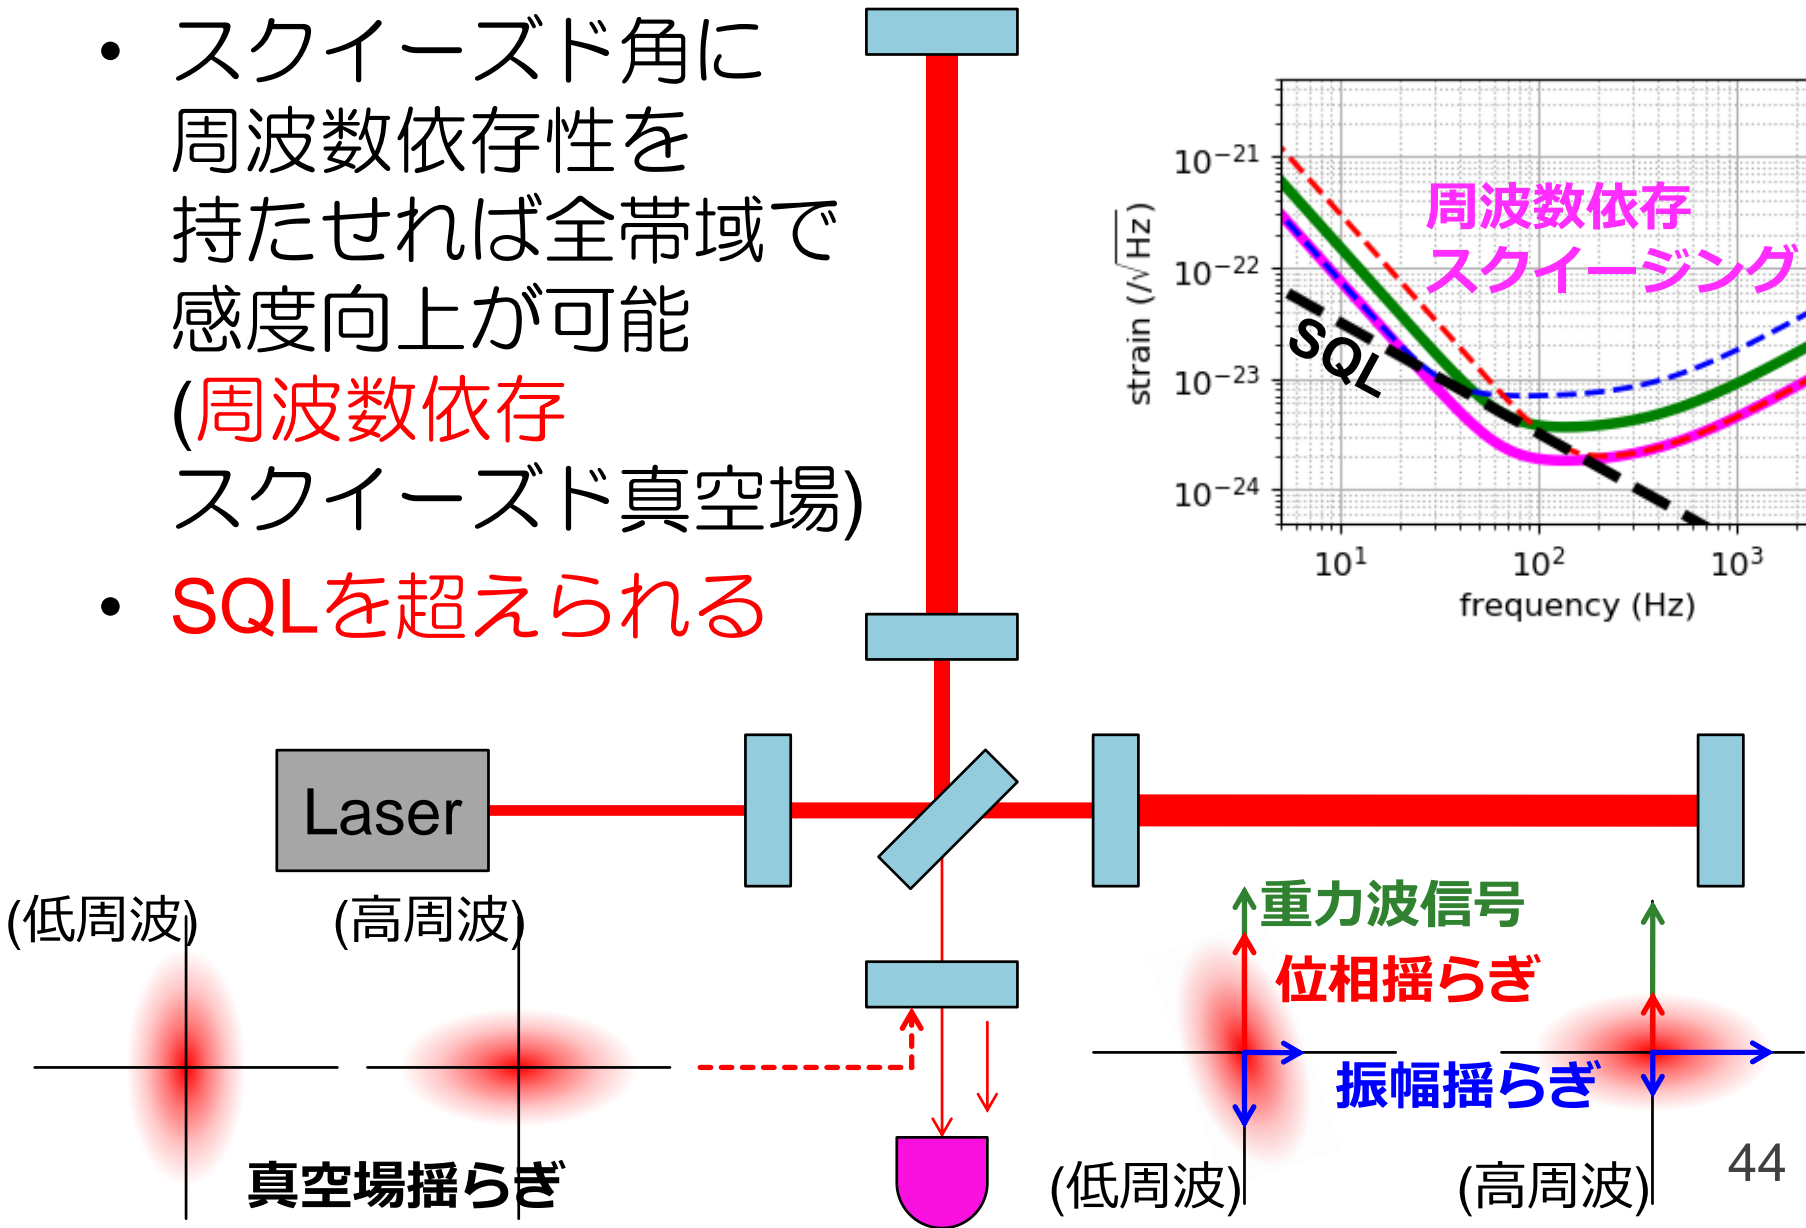 • スクイーズド角に
周波数依存性を
持たせれば全帯域で
感度向上が可能
(周波数依存
スクイーズド真空場)
• SQLを超えられる
10⁻²¹
10⁻²²
10⁻²³
10⁻²⁴
strain (/√Hz)
周波数依存
スクイージング
SQL
10¹ 10² 10³
frequency (Hz)
Laser
(低周波) (高周波)
真空場揺らぎ
重力波信号
位相揺らぎ
振幅揺らぎ
(低周波) (高周波)
44